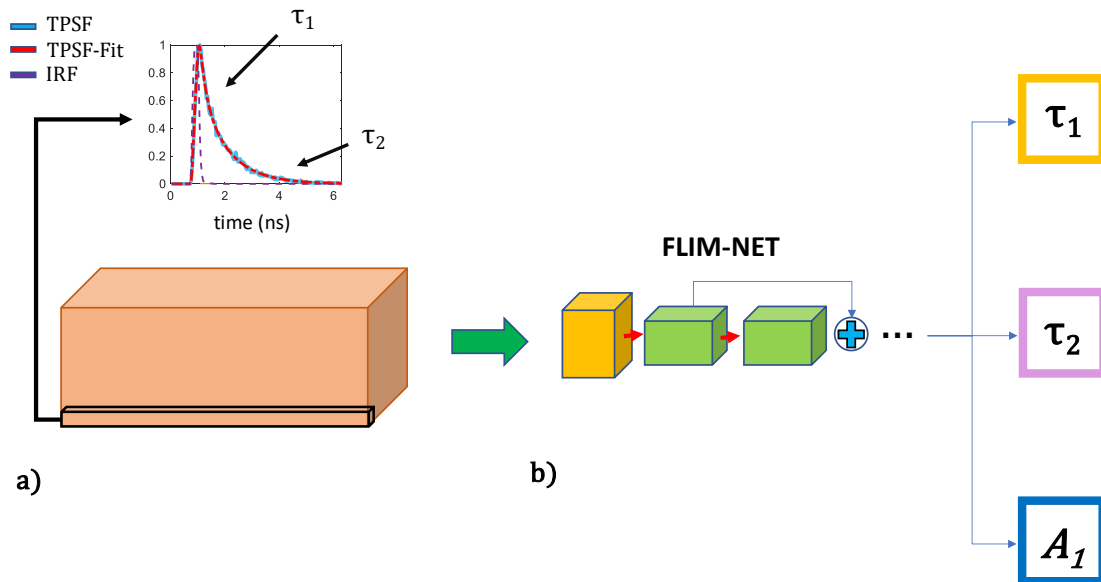 TPSF
TPSF-Fit
IRF
τ1
τ2
1
0.8
0.6
0.4
0.2
0
0 2 4 6
time (ns)
a)
FLIM-NET
...
b)
τ1
τ2
A1